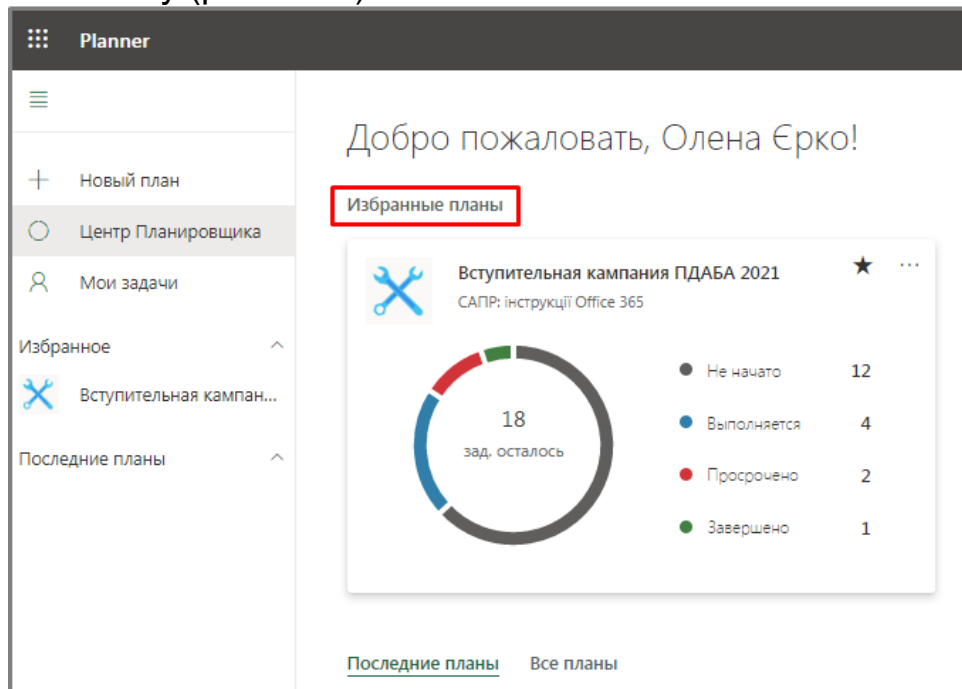 Planner
Добро пожаловать, Олена Єрко!
Новый план
Центр Планировщика
Мои задачи
Избранное
Вступительная кампан...
Последние планы
Избранные планы
Вступительная кампания ПДАБА 2021
САПР: інструкції Office 365
18
зад. осталось
Не начато 12
Выполняется 4
Просрочено 2
Завершено 1
Последние планы Все планы